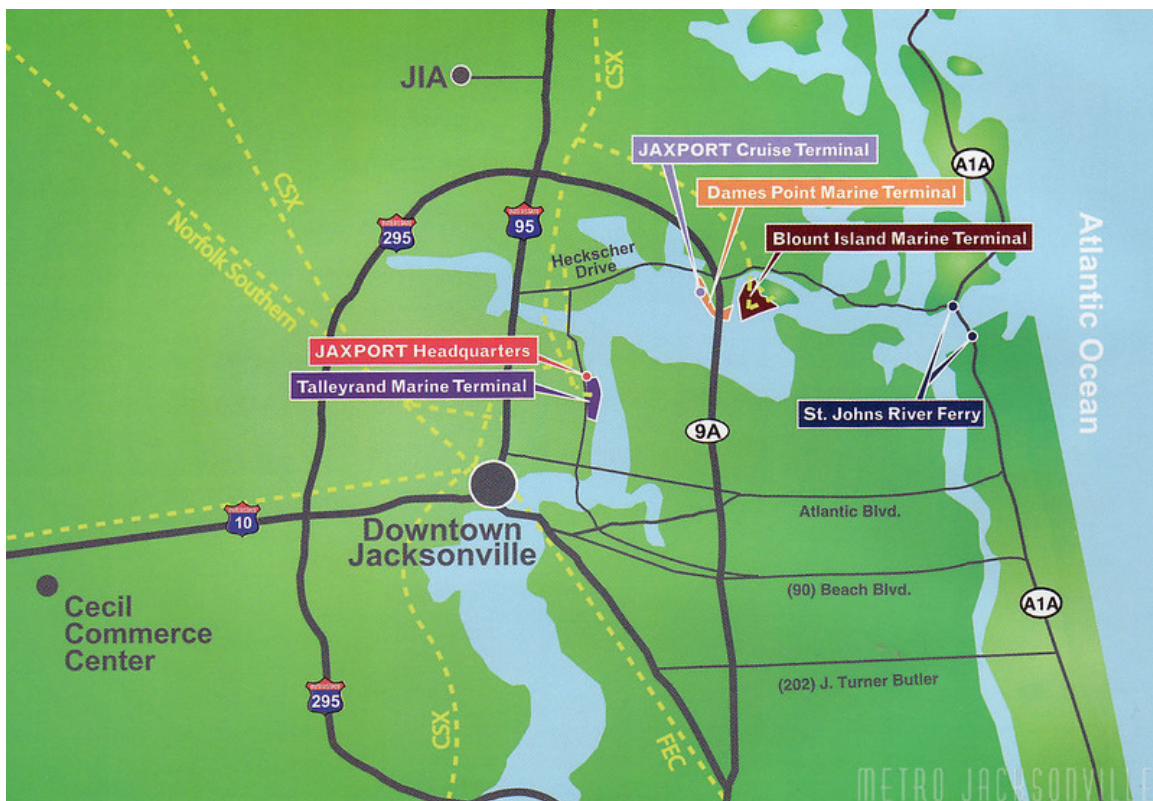 JIA
CSX
JAXPORT Cruise Terminal
A1A
CSX
Dames Point Marine Terminal
Norfolk Southern
295
95
Blount Island Marine Terminal
Atlantic Ocean
Heckscher
Drive
JAXPORT Headquarters
Talleyrand Marine Terminal
St. Johns River Ferry
9A
10
Atlantic Blvd.
Downtown
Jacksonville
(90) Beach Blvd.
Cecil
Commerce
Center
A1A
(202) J. Turner Butler
295
CSX
FEC
METRO JACKSONVILLE